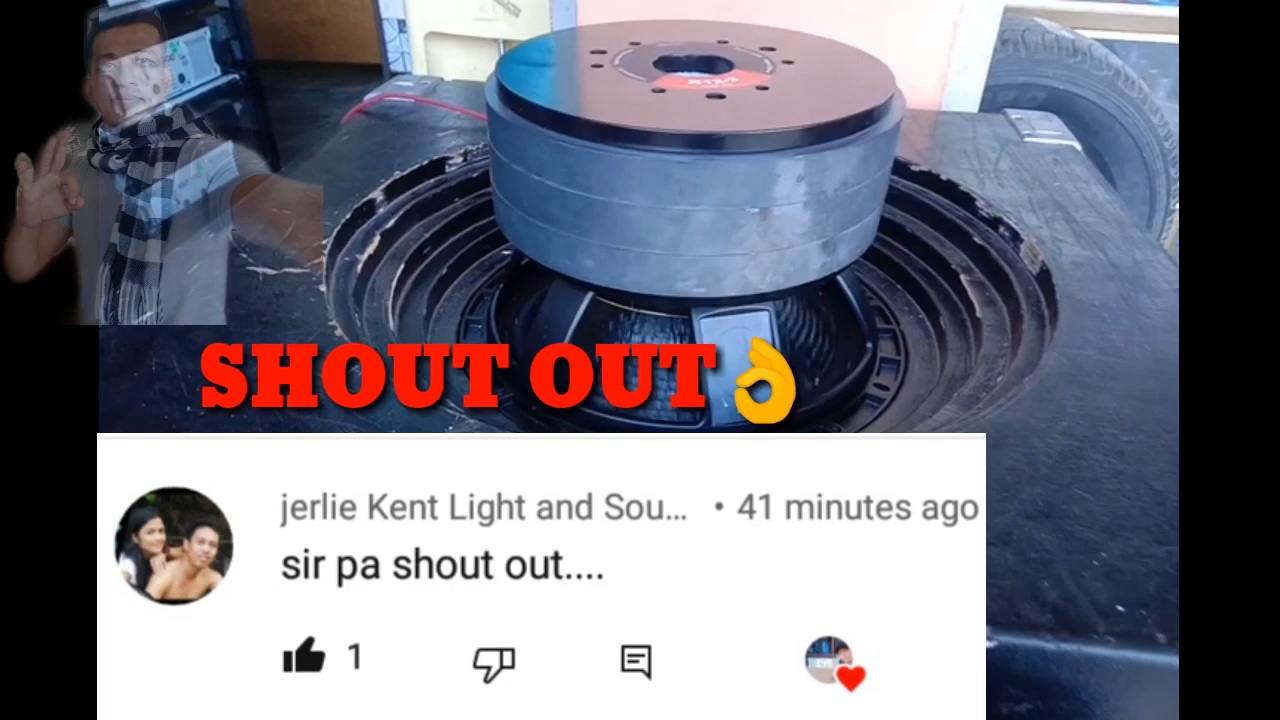 SHOUT OUT👌
jerlie Kent Light and Sou... • 41 minutes ago
sir pa shout out....
1